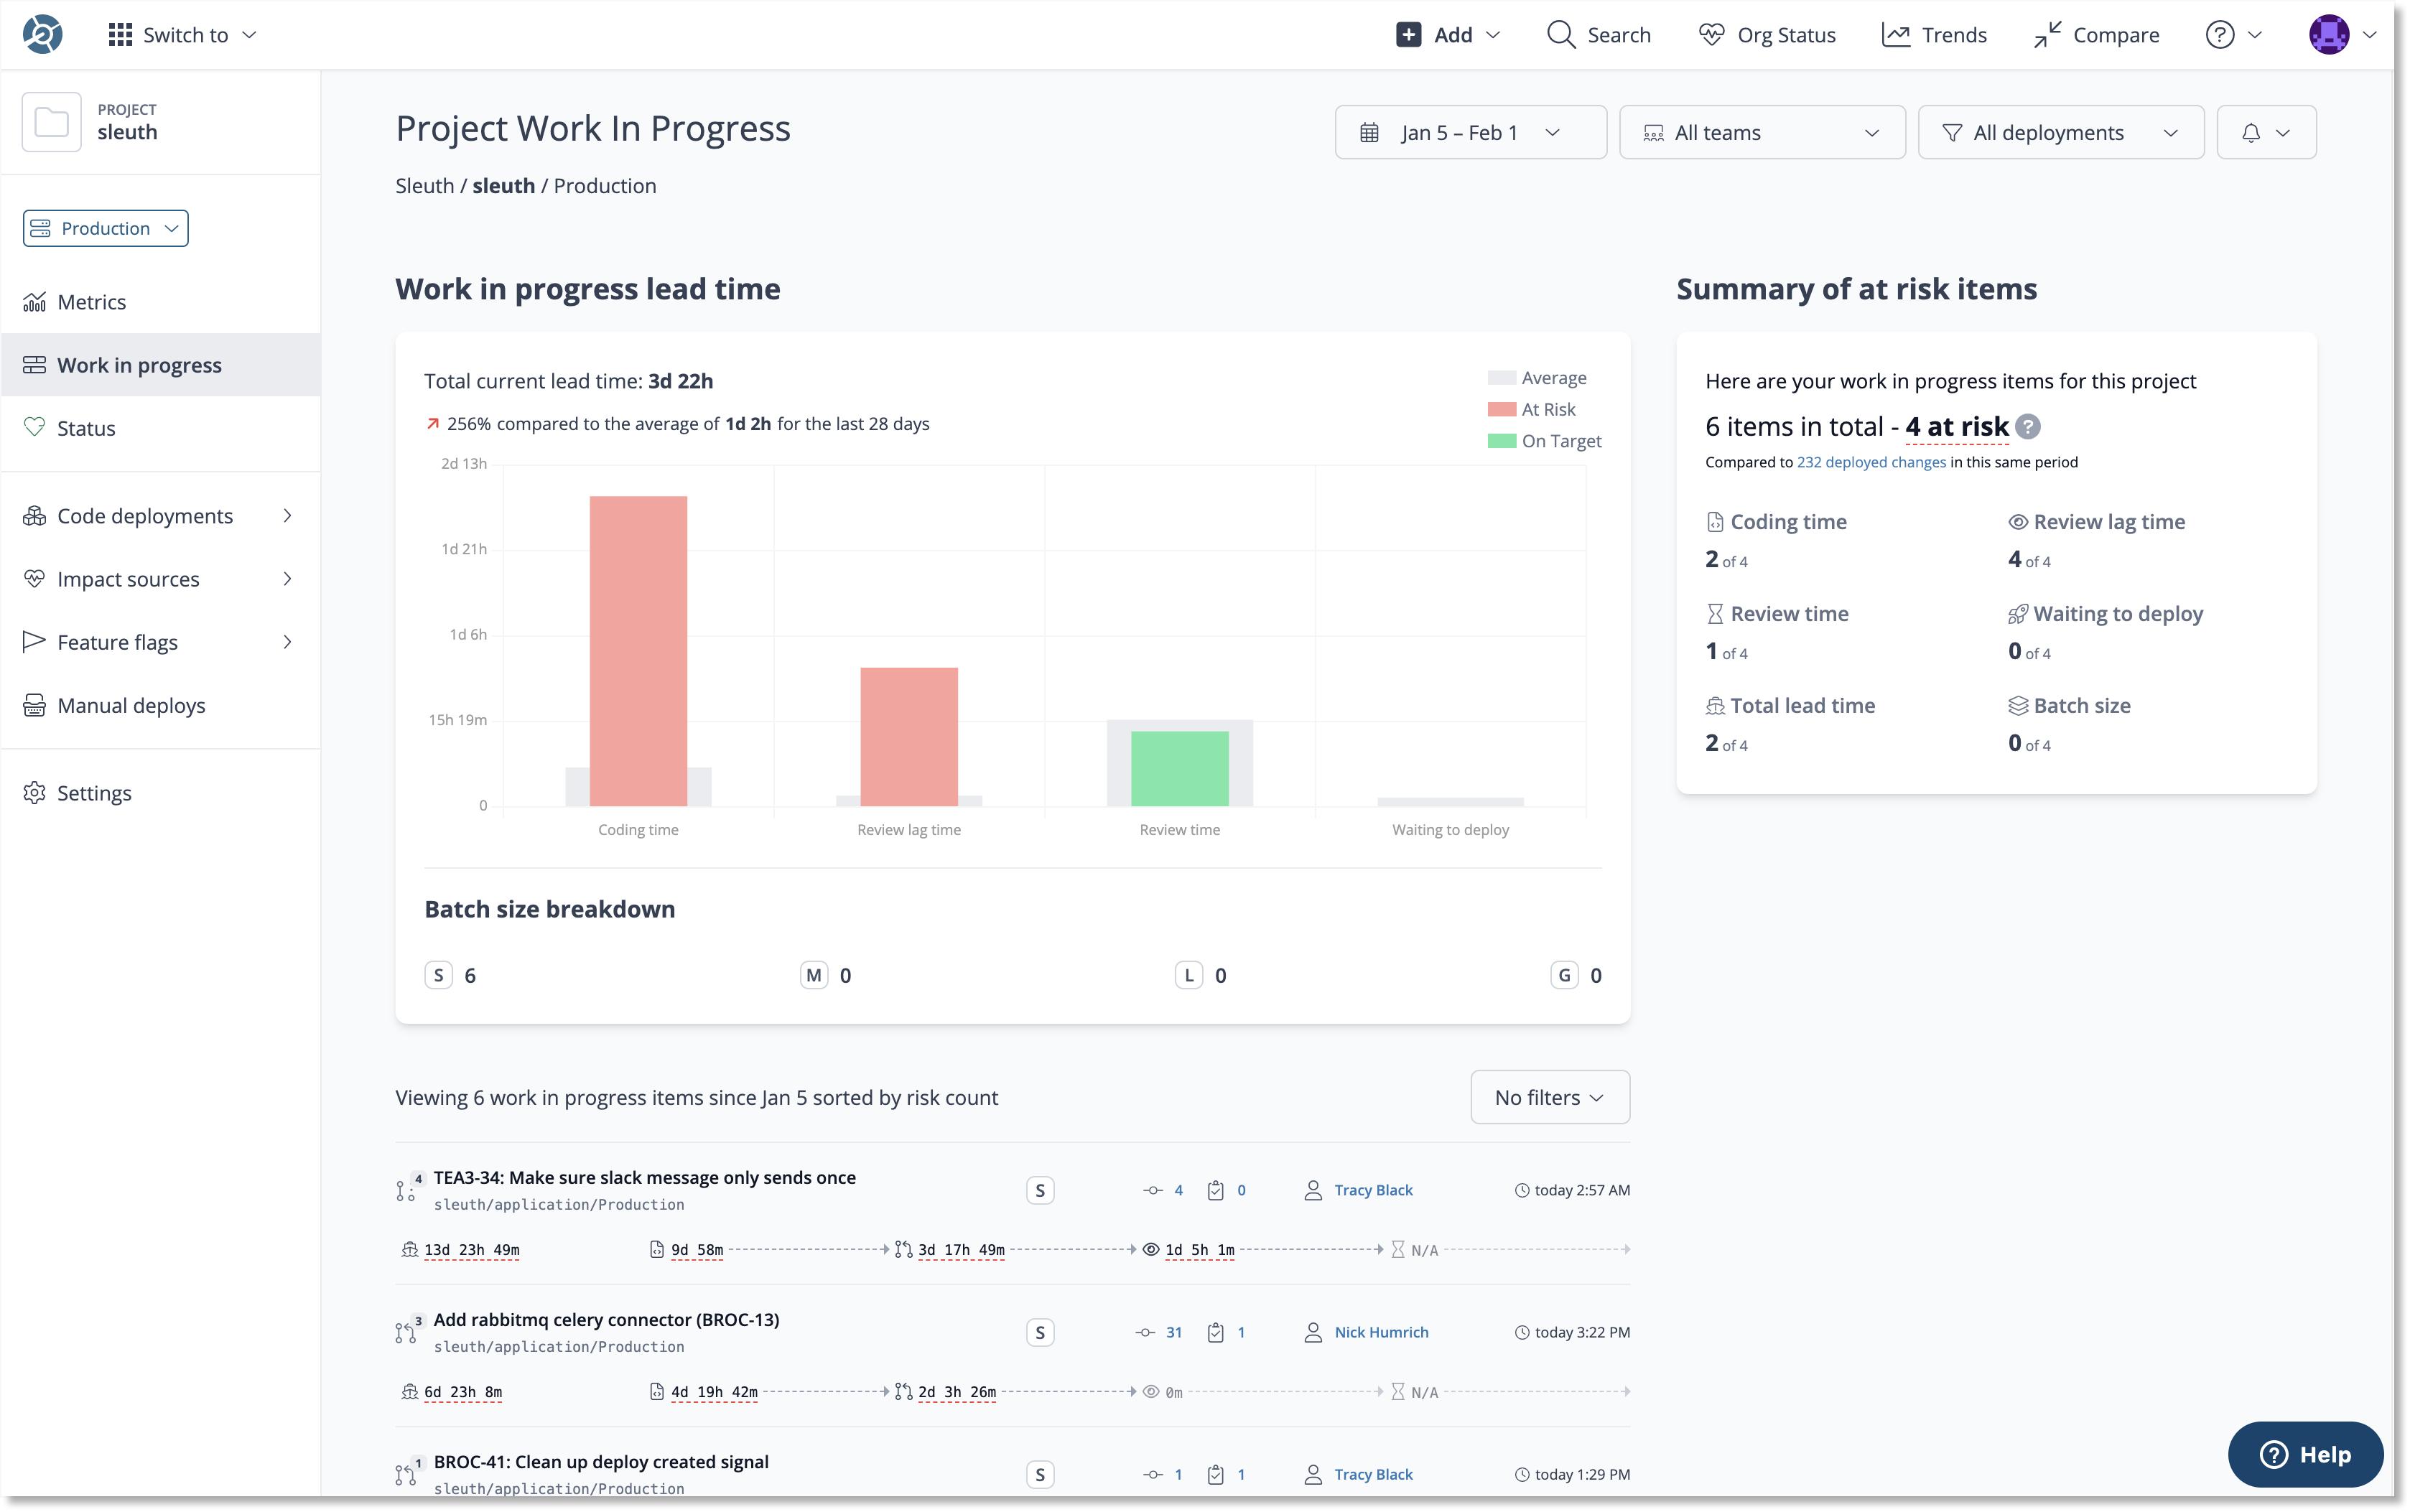 Switch to
Add
Search
Org Status
Trends
Compare
PROJECT
sleuth
Production
Metrics
Work in progress
Status
Code deployments
Impact sources
Feature flags
Manual deploys
Settings
Project Work In Progress
Jan 5 – Feb 1
All teams
All deployments
Sleuth / sleuth / Production
Work in progress lead time
Total current lead time: 3d 22h
256% compared to the average of 1d 2h for the last 28 days
Average
At Risk
On Target
2d 13h
1d 21h
1d 6h
15h 19m
0
Coding time
Review lag time
Review time
Waiting to deploy
Batch size breakdown
S 6
M 0
L 0
G 0
Summary of at risk items
Here are your work in progress items for this project
6 items in total - 4 at risk ?
Compared to 232 deployed changes in this same period
Coding time
2 of 4
Review lag time
4 of 4
Review time
1 of 4
Waiting to deploy
0 of 4
Total lead time
2 of 4
Batch size
0 of 4
Viewing 6 work in progress items since Jan 5 sorted by risk count
No filters
4 TEA3-34: Make sure slack message only sends once
sleuth/application/Production
S
4
0
Tracy Black
today 2:57 AM
13d 23h 49m
9d 58m
3d 17h 49m
1d 5h 1m
N/A
3 Add rabbitmq celery connector (BROC-13)
sleuth/application/Production
S
31
1
Nick Humrich
today 3:22 PM
6d 23h 8m
4d 19h 42m
2d 3h 26m
0m
N/A
1 BROC-41: Clean up deploy created signal
sleuth/application/Production
S
1
1
Tracy Black
today 1:29 PM
? Help